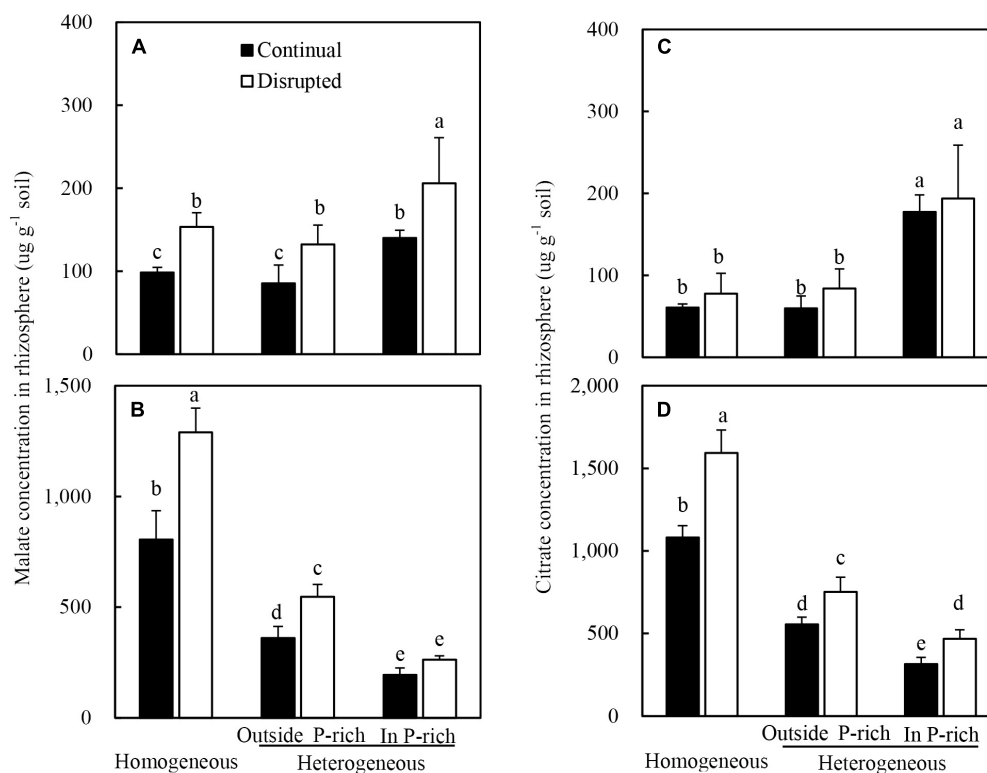 Malate concentration in rhizosphere (ug g⁻¹ soil)
A
Continual
Disrupted
400
300
200
100
0
c
b
c
b
b
a
B
1,500
1,000
500
0
b
a
d
c
e
e
Outside P-rich
In P-rich
Homogeneous
Heterogeneous
Citrate concentration in rhizosphere (ug g⁻¹ soil)
C
400
300
200
100
0
b
b
b
b
a
a
D
2,000
1,500
1,000
500
0
b
a
d
c
e
d
Outside P-rich
In P-rich
Homogeneous
Heterogeneous